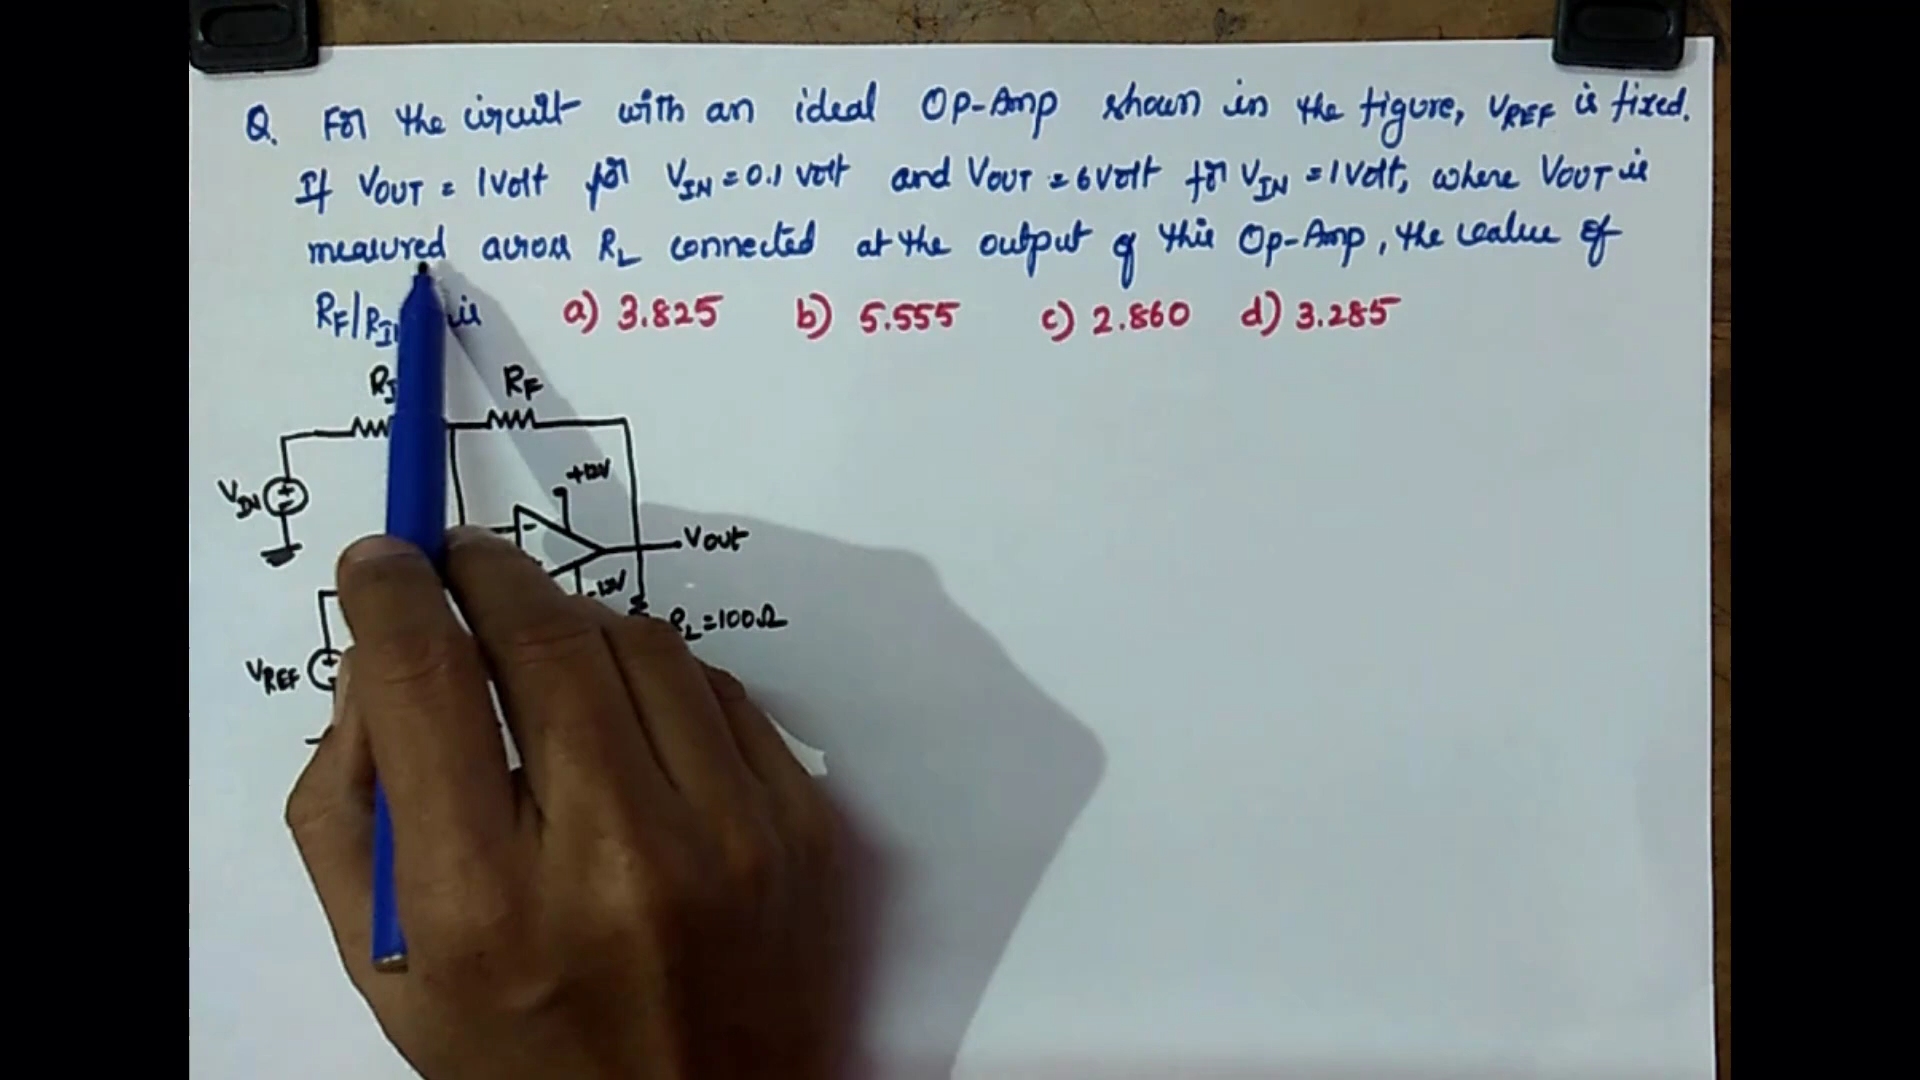 Q. For the circuit with an ideal Op-Amp shown in the figure, VREF is fixed.
If VOUT = 1Volt for VIN = 0.1 volt and VOUT = 6volt for VIN = 1Volt, where VOUT is
measured across RL connected at the output of this Op-Amp, the value of
RF/RIN is a) 3.825 b) 5.555 c) 2.860 d) 3.285
RF
+12V
VIN
Vout
-12V
RL=100Ω
VREF